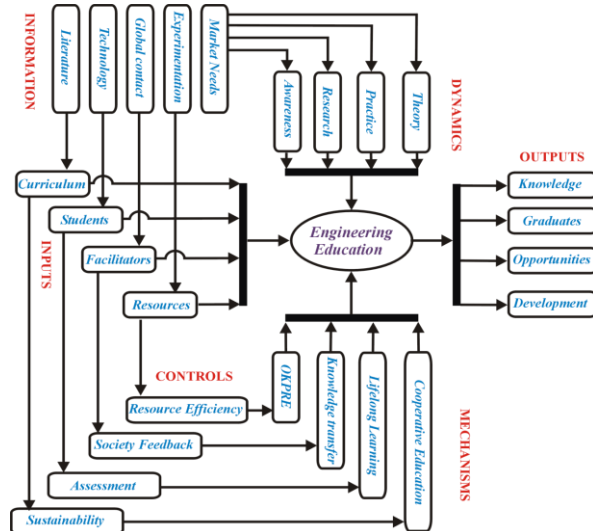 INFORMATION
Literature
Technology
Global contact
Experimentation
Market Needs
Awareness
Research
Practice
Theory
DYNAMICS
OUTPUTS
Knowledge
Graduates
Opportunities
Development
Curriculum
Students
Facilitators
Resources
INPUTS
Engineering
Education
CONTROLS
Resource Efficiency
Society Feedback
Assessment
Sustainability
OKPRE
Knowledge transfer
Lifelong Learning
Cooperative Education
MECHANISMS